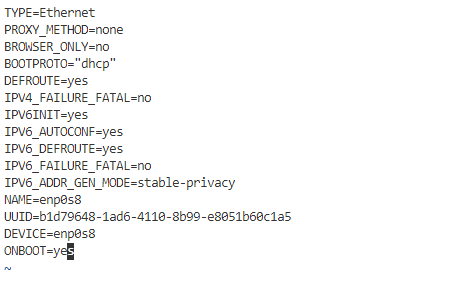 TYPE=Ethernet
PROXY_METHOD=none
BROWSER_ONLY=no
BOOTPROTO="dhcp"
DEFROUTE=yes
IPV4_FAILURE_FATAL=no
IPV6INIT=yes
IPV6_AUTOCONF=yes
IPV6_DEFROUTE=yes
IPV6_FAILURE_FATAL=no
IPV6_ADDR_GEN_MODE=stable-privacy
NAME=enp0s8
UUID=b1d79648-1ad6-4110-8b99-e8051b60c1a5
DEVICE=enp0s8
ONBOOT=yes
~